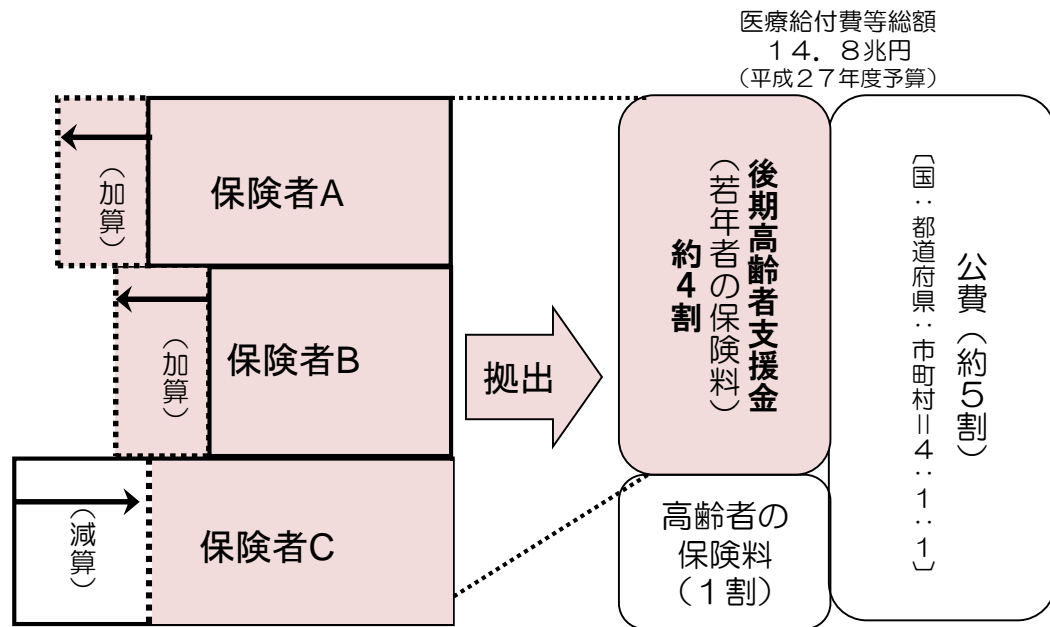 医療給付費等総額
１４．８兆円
（平成２７年度予算）
（加算）
保険者A
（加算）
保険者B
（減算）
保険者C
拠出
後期高齢者支援金
（若年者の保険料）
約４割
高齢者の
保険料
（１割）
公費（約５割）
〔国：都道府県：市町村＝４：１：１〕